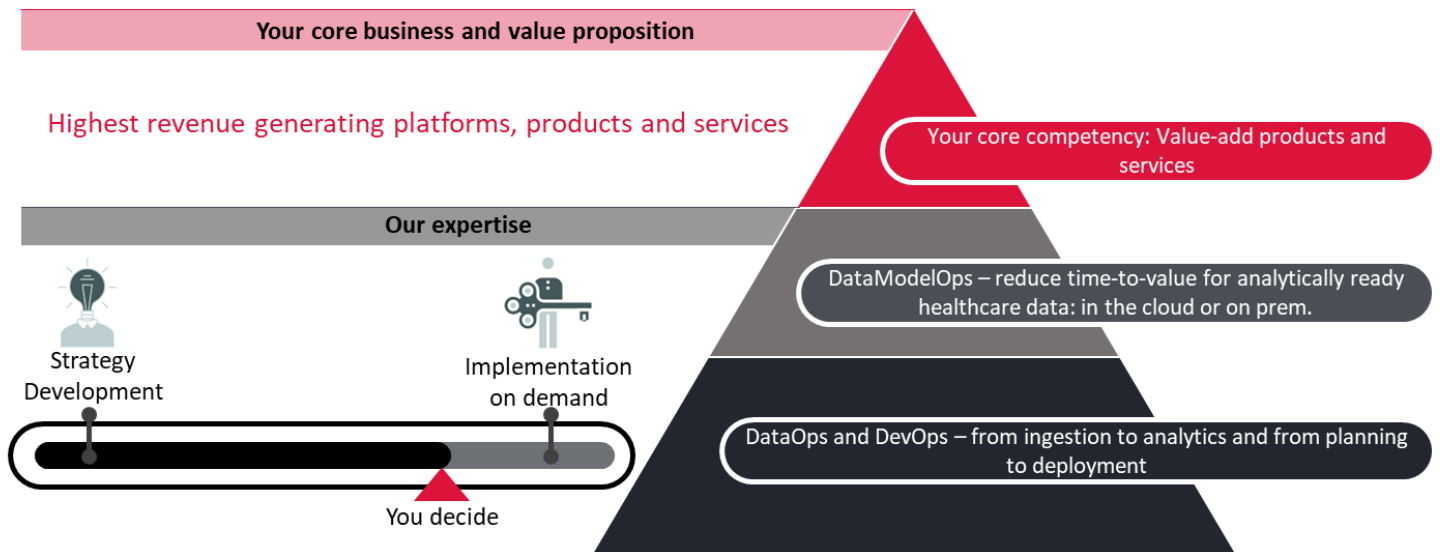 Your core business and value proposition
Highest revenue generating platforms, products and services
Your core competency: Value-add products and
services
Our expertise
DataModelOps – reduce time-to-value for analytically ready
healthcare data: in the cloud or on prem.
Strategy
Development
Implementation
on demand
DataOps and DevOps – from ingestion to analytics and from planning
to deployment
You decide